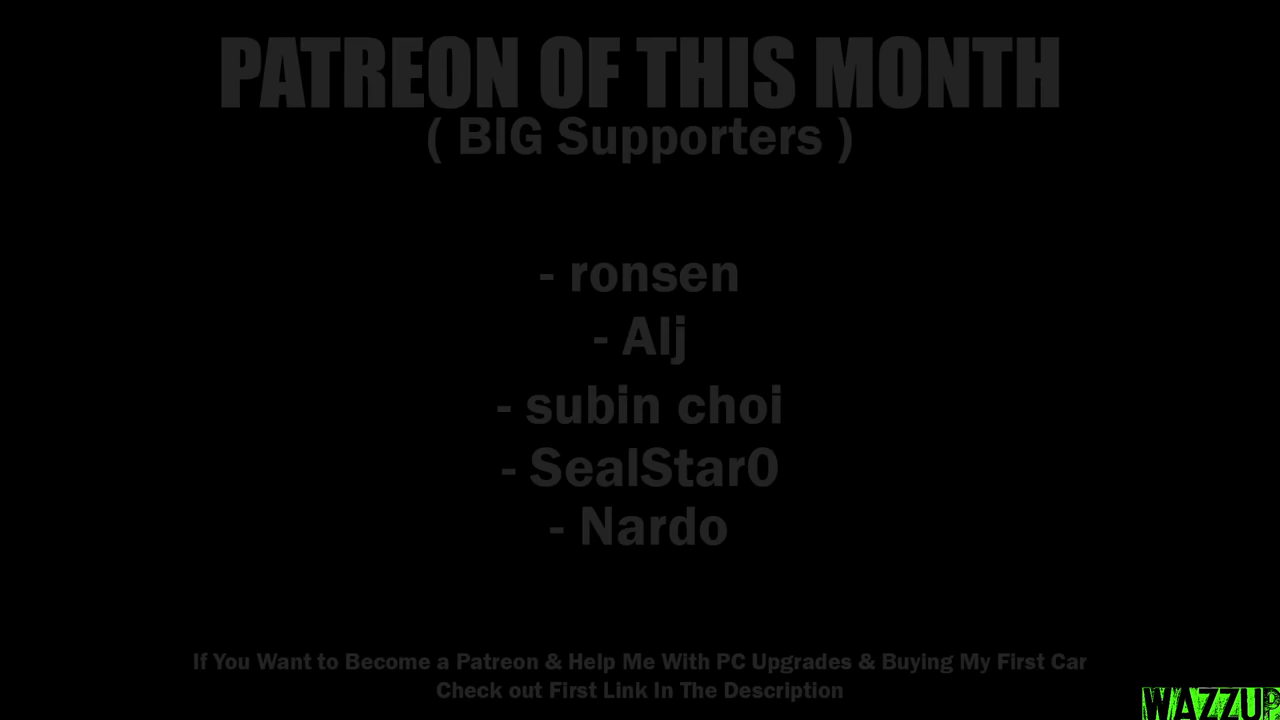 PATREON OF THIS MONTH
( BIG Supporters )
- ronsen
- Alj
- subin choi
- SealStar0
- Nardo
If You Want to Become a Patreon & Help Me With PC Upgrades & Buying My First Car
Check out First Link In The Description
WAZZUP